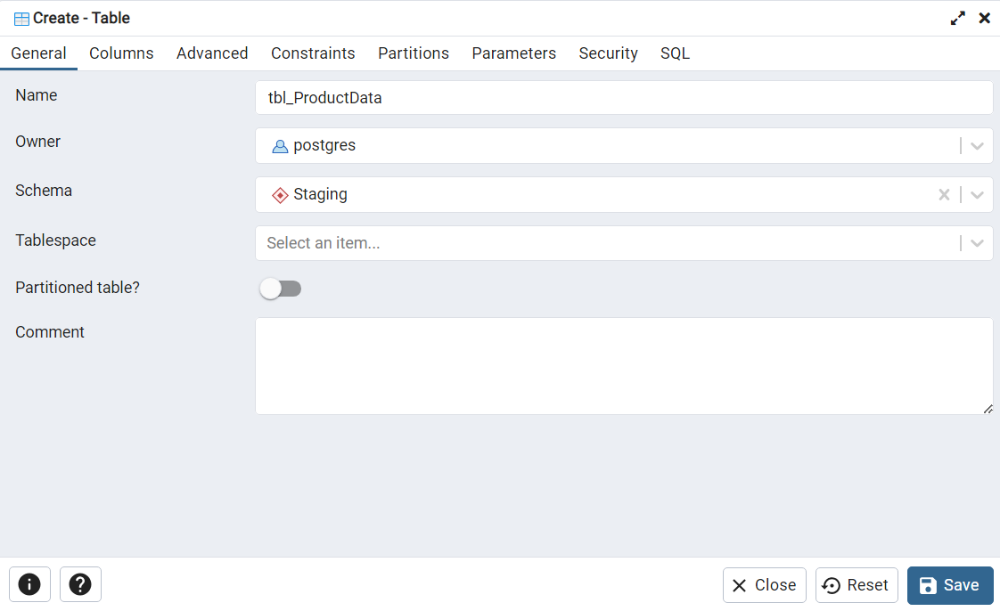 Create - Table
General Columns Advanced Constraints Partitions Parameters Security SQL
Name tbl_ProductData
Owner postgres
Schema Staging
Tablespace Select an item...
Partitioned table?
Comment
Close Reset Save